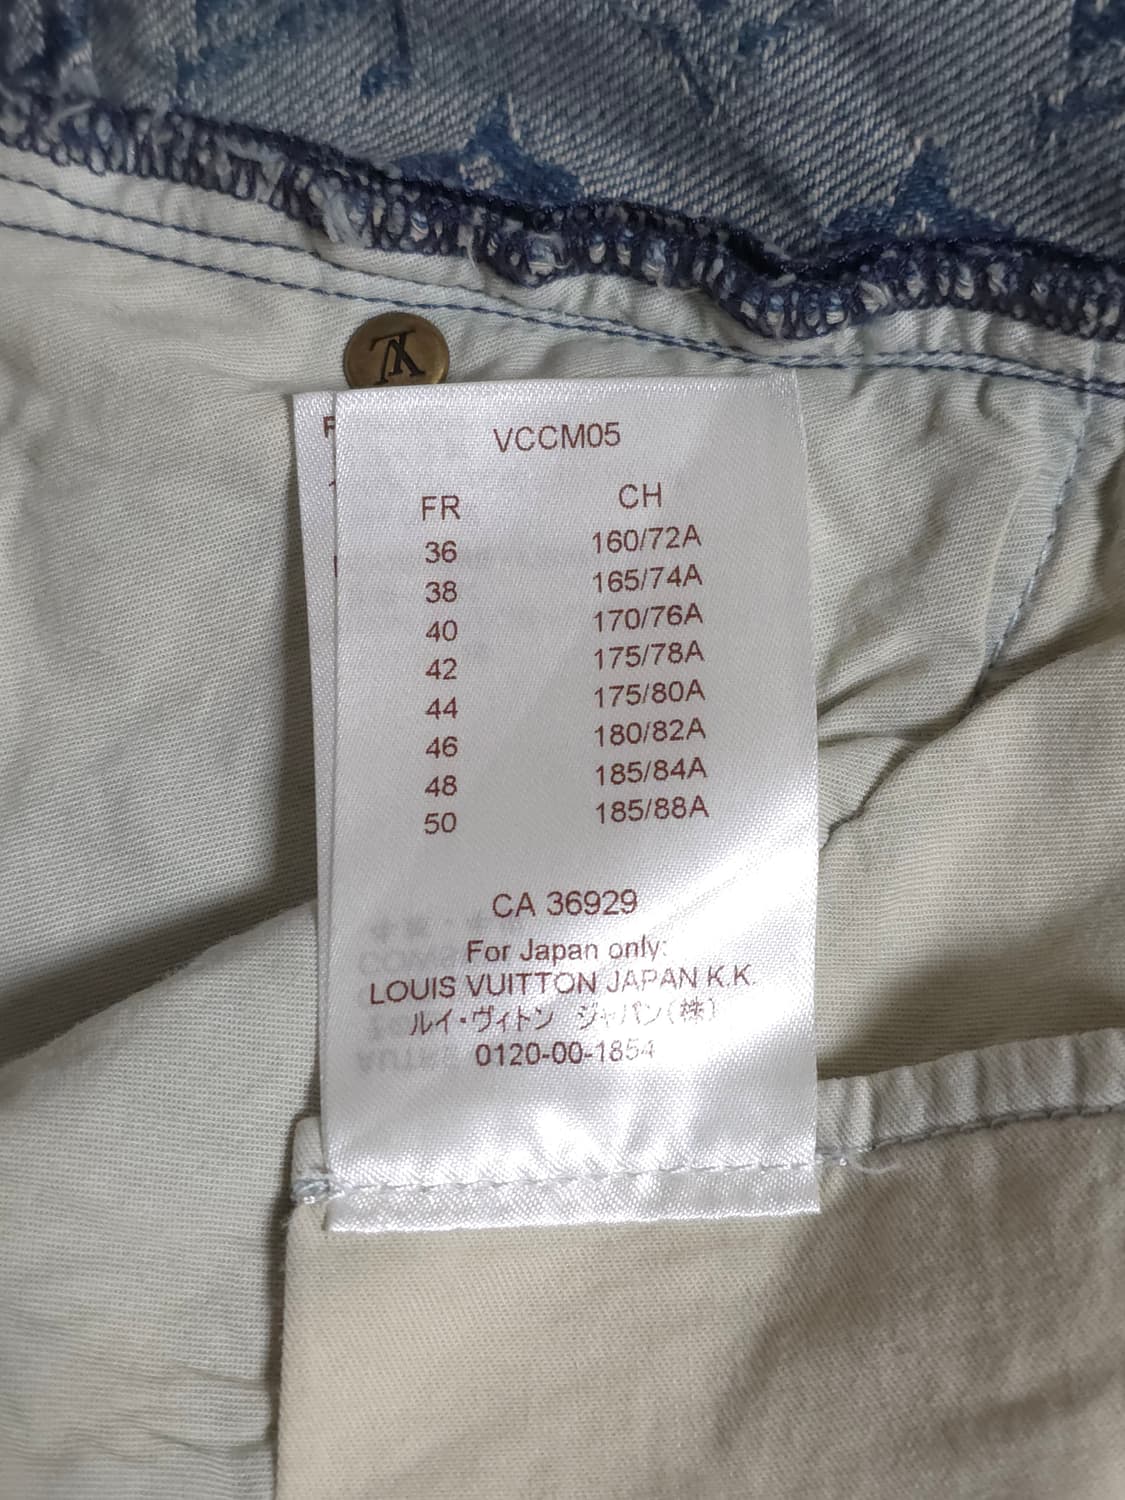 LV
VCCM05
FR CH
36 160/72A
38 165/74A
40 170/76A
42 175/78A
44 175/80A
46 180/82A
48 185/84A
50 185/88A
CA 36929
For Japan only:
LOUIS VUITTON JAPAN K.K.
ルイ・ヴィトン ジャパン(株)
0120-00-1854